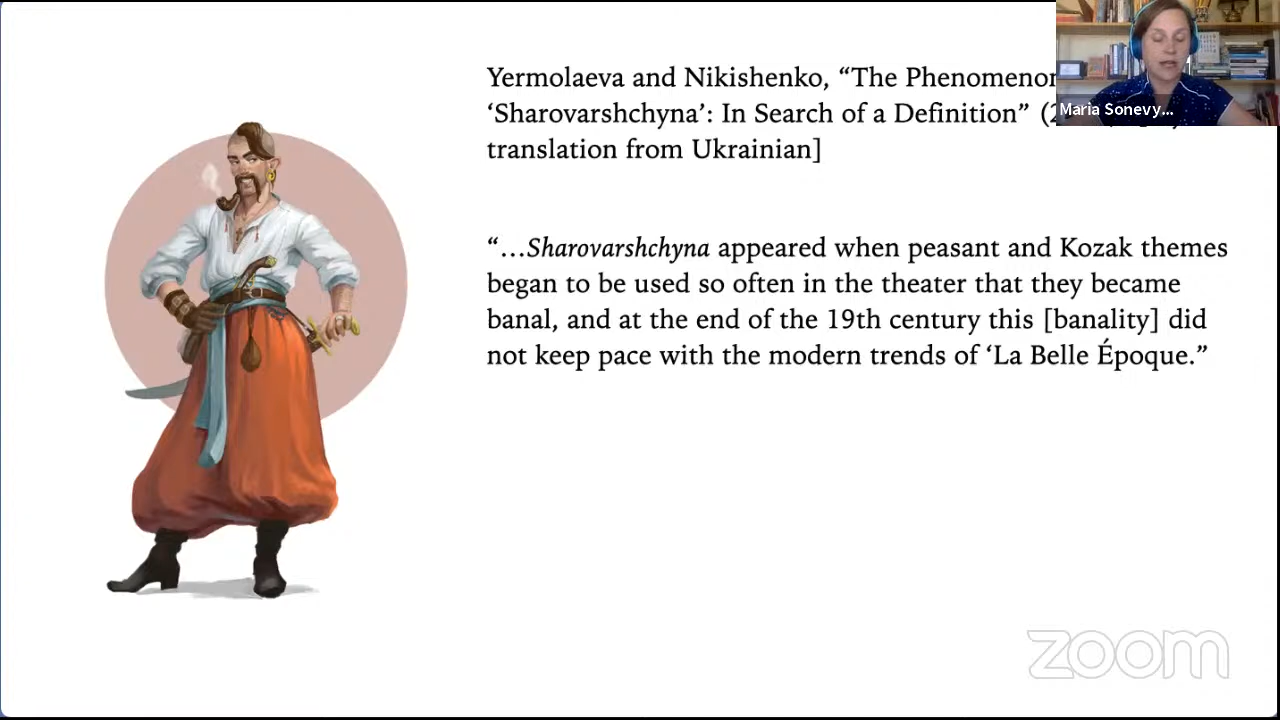 Yermolaeva and Nikishenko, “The Phenomenon
‘Sharovarshchyna’: In Search of a Definition”
translation from Ukrainian]
“…Sharovarshchyna appeared when peasant and Kozak themes
began to be used so often in the theater that they became
banal, and at the end of the 19th century this [banality] did
not keep pace with the modern trends of ‘La Belle Époque.”
Maria Sonevy...
zoom